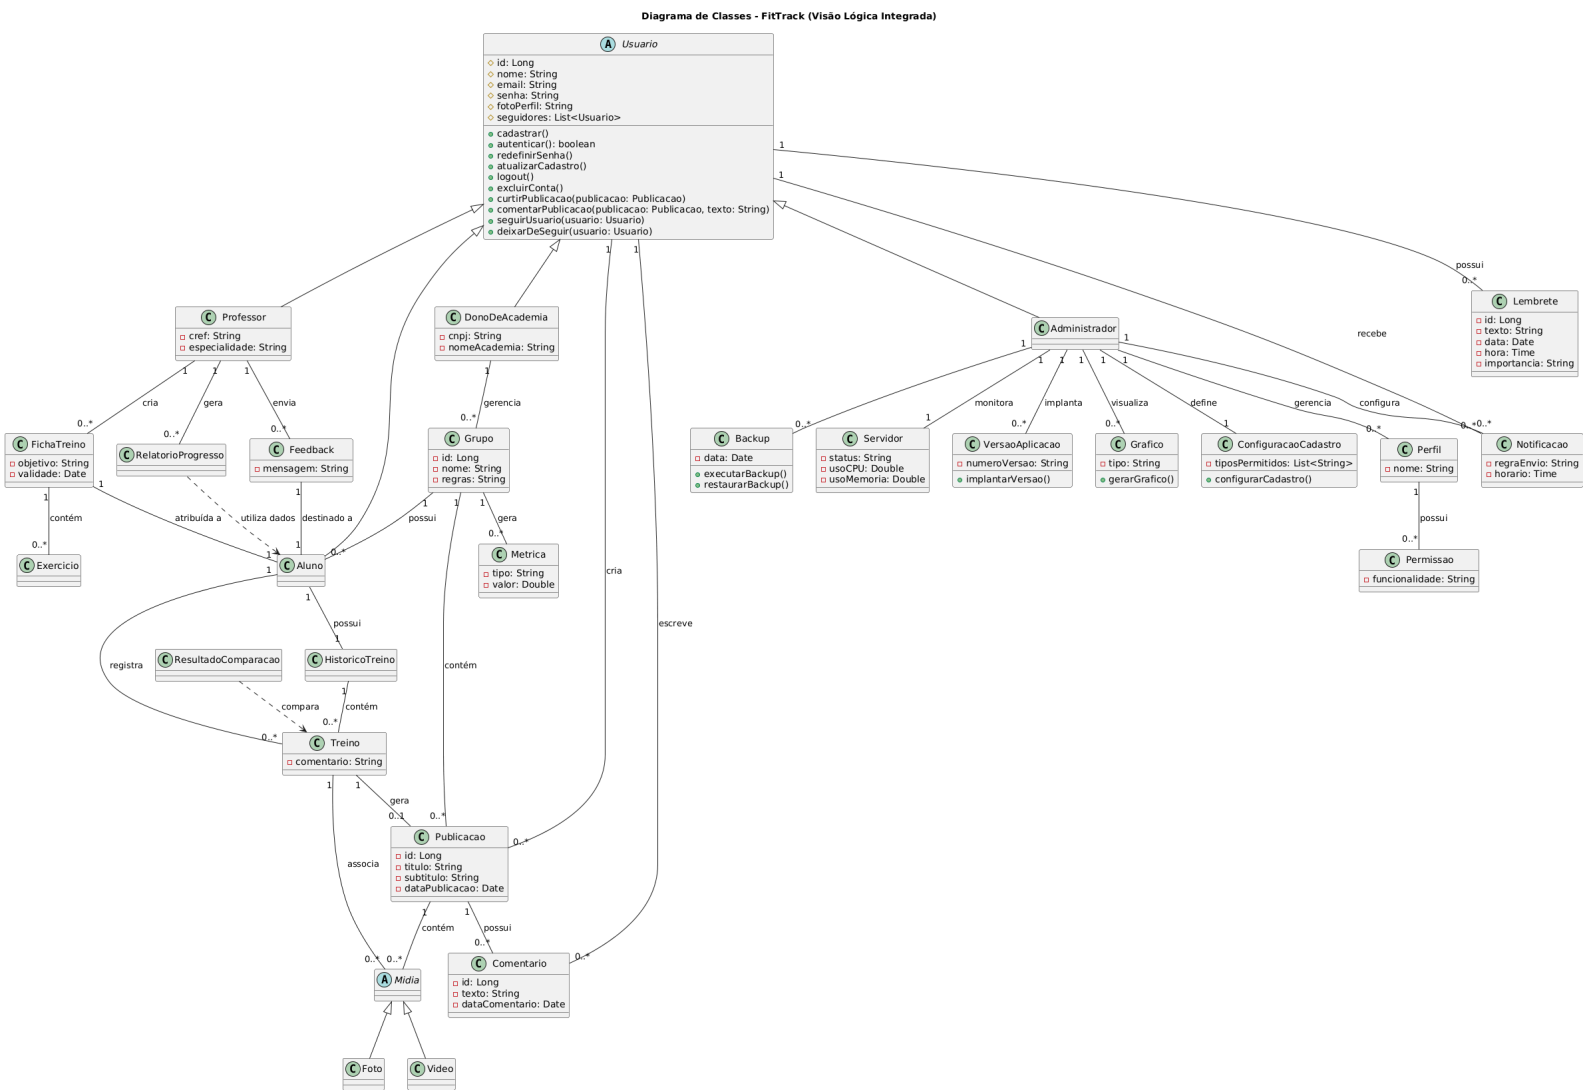 Diagrama de Classes - FitTrack (Visão Lógica Integrada)
A Usuario
id: Long
nome: String
email: String
senha: String
fotoPerfil: String
seguidores: List<Usuario>
cadastrar()
autenticar(): boolean
redefinirSenha()
atualizarCadastro()
logout()
excluirConta()
curtirPublicacao(publicacao: Publicacao)
comentarPublicacao(publicacao: Publicacao, texto: String)
seguirUsuario(usuario: Usuario)
deixarDeSeguir(usuario: Usuario)
1
1
1
1
possui
0..*
C Lembrete
id: Long
texto: String
data: Date
hora: Time
importancia: String
C Professor
cref: String
especialidade: String
1
1
1
C DonoDeAcademia
cnpj: String
nomeAcademia: String
1
C Administrador
1
1
1
1
1
1
1
recebe
cria
gera
envia
gerencia
monitora
implanta
visualiza
define
gerencia
configura
0..*
0..*
0..*
0..*
0..*
1
0..*
0..*
1
0..*
0..*
0..*
C FichaTreino
objetivo: String
validade: Date
1
1
C RelatorioProgresso
C Feedback
mensagem: String
1
C Grupo
id: Long
nome: String
regras: String
1
1
1
C Backup
data: Date
executarBackup()
restaurarBackup()
C Servidor
status: String
usoCPU: Double
usoMemoria: Double
C VersaoAplicacao
numeroVersao: String
implantarVersao()
C Grafico
tipo: String
gerarGrafico()
C ConfiguracaoCadastro
tiposPermitidos: List<String>
configurarCadastro()
C Perfil
nome: String
1
C Notificacao
regraEnvio: String
horario: Time
contém
atribuída a
utiliza dados
destinado a
possui
gera
possui
0..*
1
1
0..*
0..*
0..*
C Exercicio
C Aluno
1
1
C Metrica
tipo: String
valor: Double
cria
C Permissao
funcionalidade: String
possui
escreve
1
registra
C ResultadoComparacao
C HistoricoTreino
1
contém
compara
contém
0..*
0..*
C Treino
comentario: String
1
1
gera
0..1
0..*
0..*
C Publicacao
id: Long
titulo: String
subtitulo: String
dataPublicacao: Date
1
1
associa
contém
possui
0..*
0..*
0..*
0..*
A Midia
C Comentario
id: Long
texto: String
dataComentario: Date
C Foto
C Video